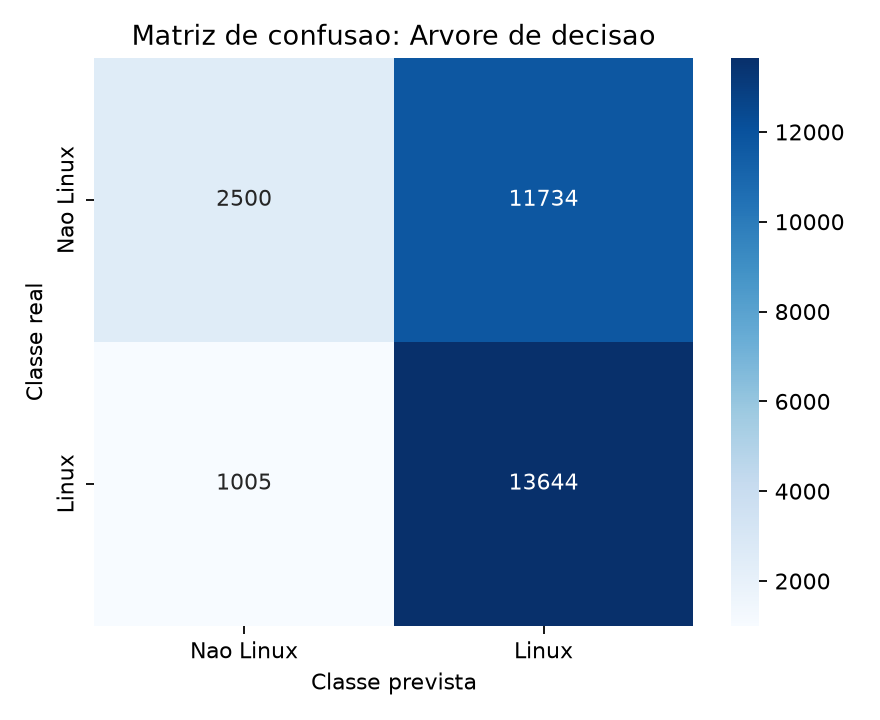 Matriz de confusao: Arvore de decisao
Nao Linux
Linux
Classe real
2500
11734
1005
13644
Nao Linux
Linux
Classe prevista
12000
10000
8000
6000
4000
2000